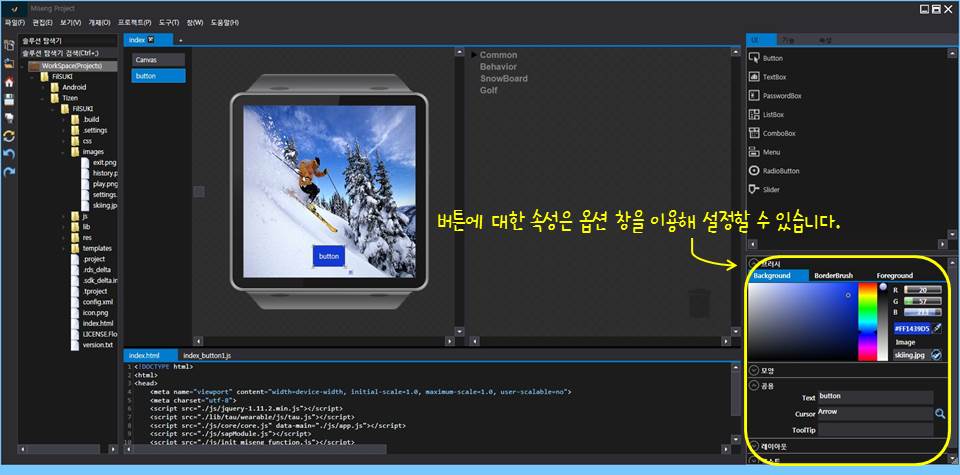 Miseng Project
파일(F) 편집(E) 보기(V) 개체(O) 프로젝트(P) 도구(T) 창(W) 도움말(H)
솔루션 탐색기
솔루션 탐색기 검색(Ctrl+;)
WorkSpace(Projects)
FilSUKI
Android
Tizen
FilSUKI
.build
.settings
css
images
exit.png
history.p
play.png
settings.
skiing.jp
js
lib
res
templates
.project
.rds_delta
.sdk_delta.in
.tproject
config.xml
icon.png
index.html
LICENSE.Flo
version.txt
index
+
Canvas
button
button
Common
Behavior
SnowBoard
Golf
버튼에 대한 속성은 옵션 창을 이용해 설정할 수 있습니다.
index.html index_button1.js
1 <!DOCTYPE html>
2 <html>
3 <head>
4 <meta name="viewport" content="width=device-width, initial-scale=1.0, maximum-scale=1.0, user-scalable=no">
5 <meta charset="utf-8">
6 <script src="./js/jquery-1.11.2.min.js"></script>
7 <script src="./lib/tau/wearable/js/tau.js"></script>
8 <script src="./js/core/core.js" data-main="./js/app.js"></script>
9 <script src="./js/sapModule.js"></script>
10 <script src="./js/init_miseng_function.js"></script>
UI 기능 속성
Button
TextBox
PasswordBox
ListBox
ComboBox
Menu
RadioButton
Slider
브러시
Background BorderBrush Foreground
R 20
G 57
B 213
#FF1439D5
Image
skiing.jpg
모양
공용
Text button
Cursor Arrow
ToolTip
레이아웃